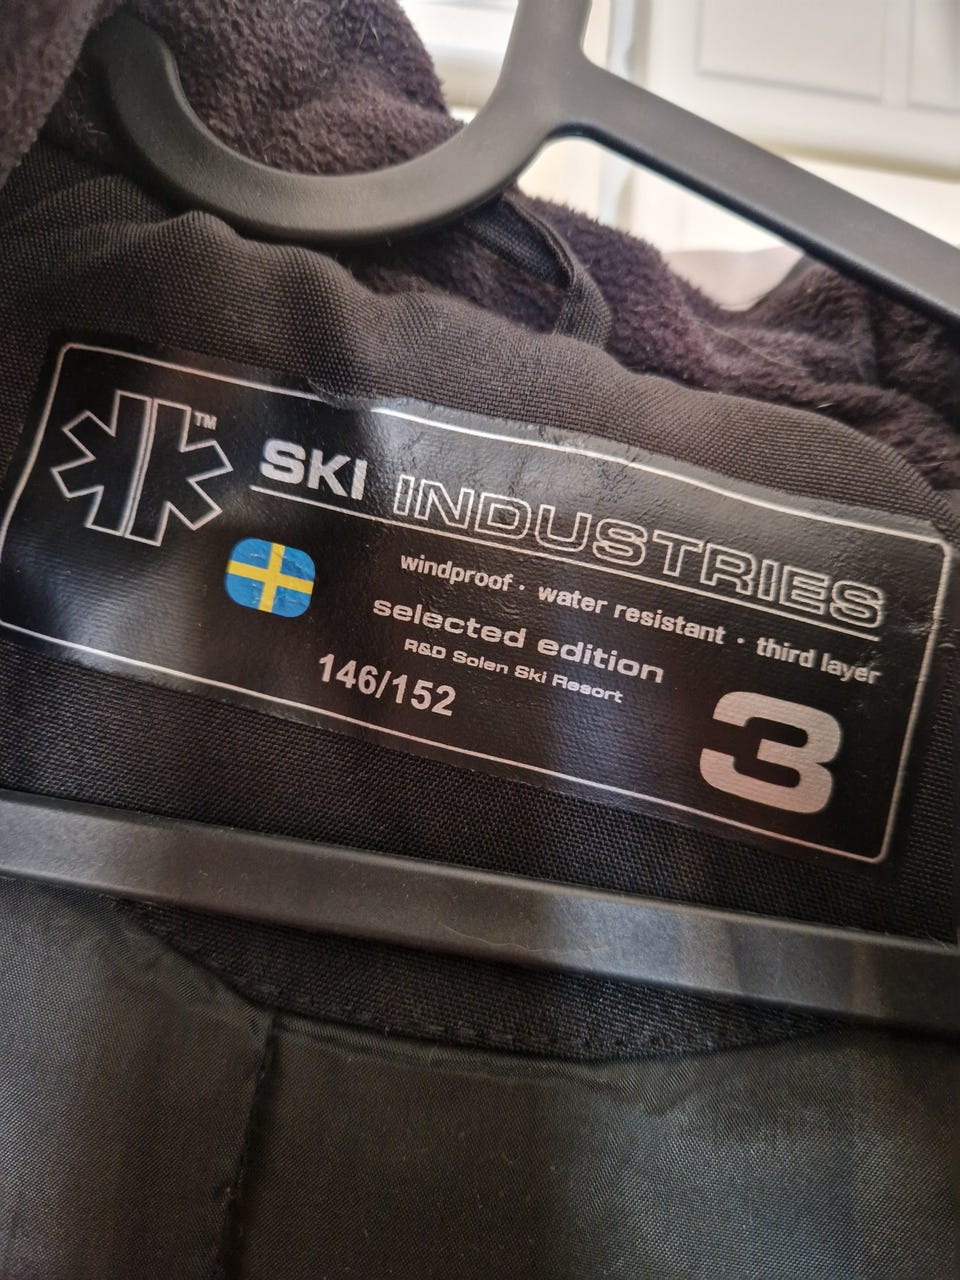 TM
SKI INDUSTRIES
windproof · water resistant · third layer
selected edition
R&D Solen Ski Resort
146/152
3